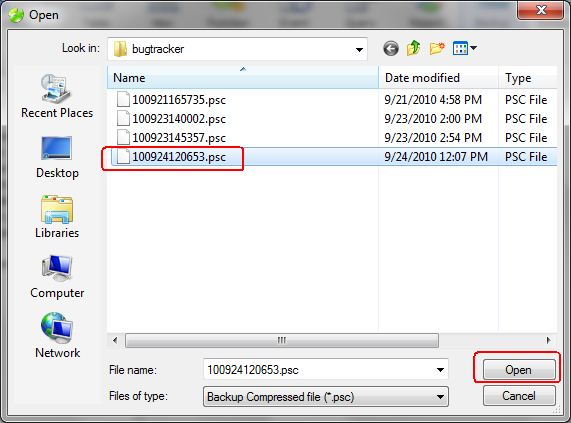 Open
Look in: bugtracker
Name Date modified Type
100921165735.psc 9/21/2010 4:58 PM PSC File
100923140002.psc 9/23/2010 2:00 PM PSC File
100923145357.psc 9/23/2010 2:54 PM PSC File
100924120653.psc 9/24/2010 12:07 PM PSC File
Recent Places
Desktop
Libraries
Computer
Network
File name: 100924120653.psc Open
Files of type: Backup Compressed file (*.psc) Cancel